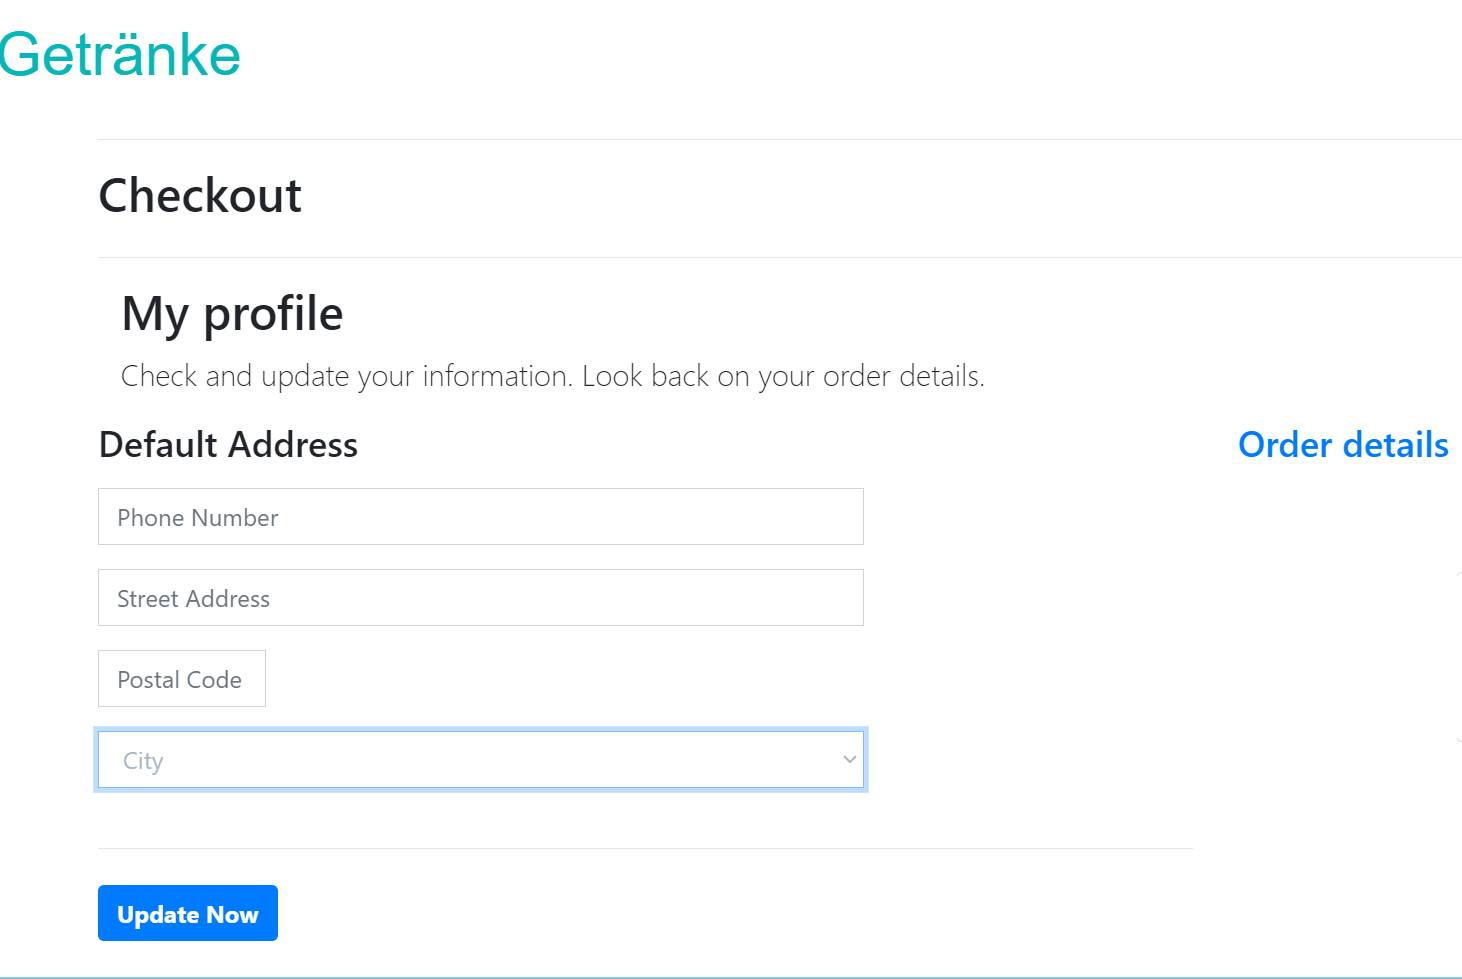 Getränke
Checkout
My profile
Check and update your information. Look back on your order details.
Default Address
Order details
Phone Number
Street Address
Postal Code
City
Update Now